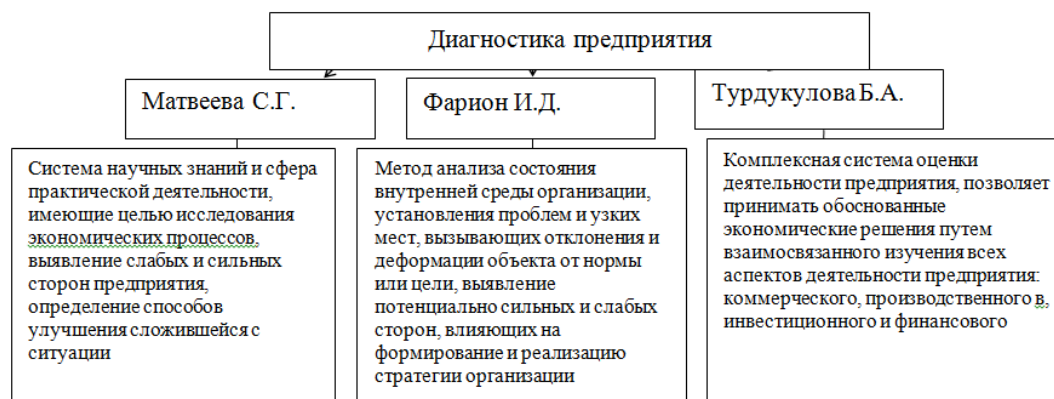 Диагностика предприятия
Матвеева С.Г.
Система научных знаний и сфера
практической деятельности,
имеющие целью исследования
экономических процессов,
выявление слабых и сильных
сторон предприятия,
определение способов
улучшения сложившейся с
ситуации
Фарион И.Д.
Метод анализа состояния
внутренней среды организации,
установления проблем и узких
мест, вызывающих отклонения и
деформации объекта от нормы
или цели, выявление
потенциально сильных и слабых
сторон, влияющих на
формирование и реализацию
стратегии организации
Турдукулова Б.А.
Комплексная система оценки
деятельности предприятия, позволяет
принимать обоснованные
экономические решения путем
взаимосвязанного изучения всех
аспектов деятельности предприятия:
коммерческого, производственного в,
инвестиционного и финансового